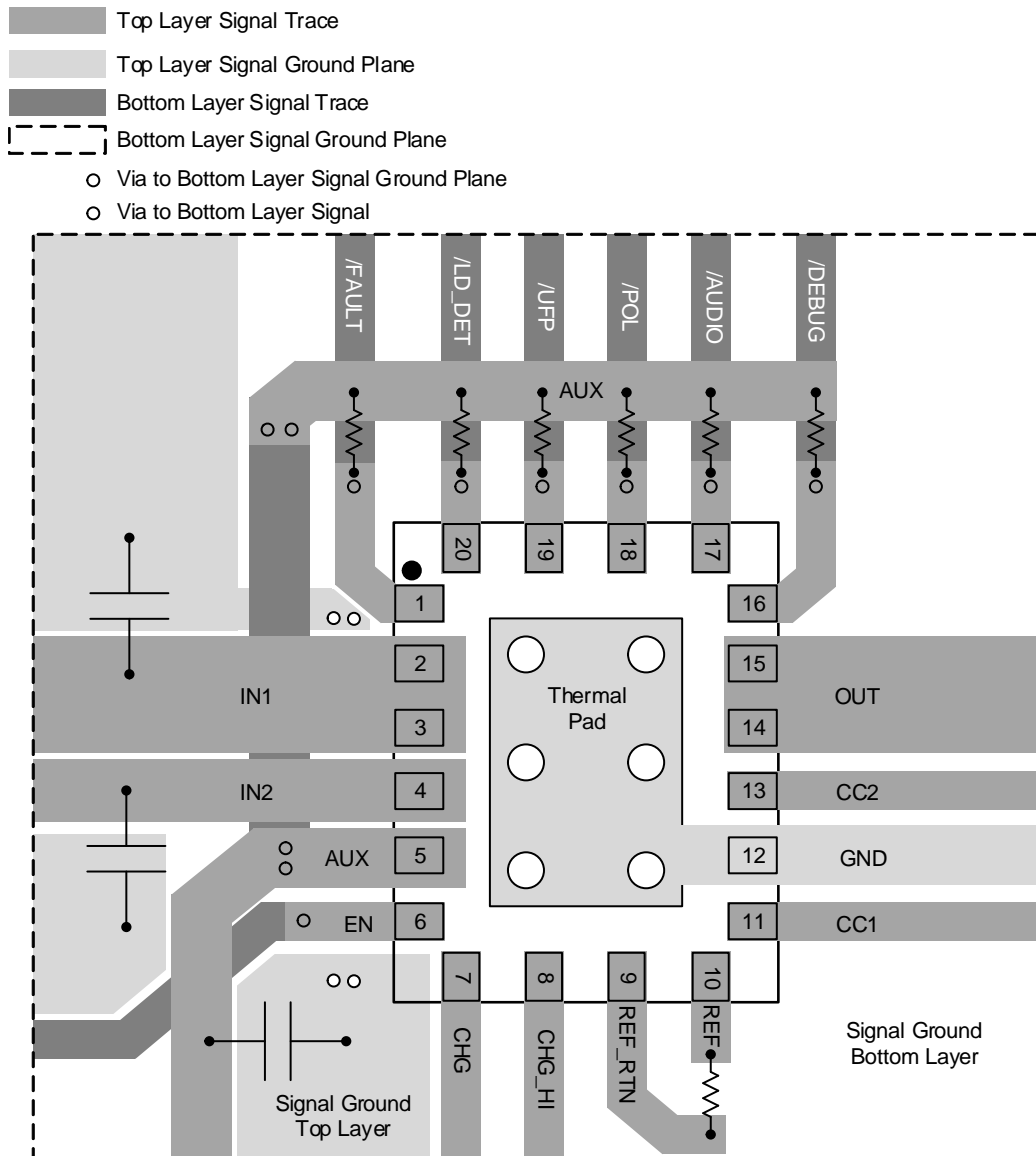 Top Layer Signal Trace
Top Layer Signal Ground Plane
Bottom Layer Signal Trace
Bottom Layer Signal Ground Plane
Via to Bottom Layer Signal Ground Plane
Via to Bottom Layer Signal
/FAULT
/LD_DET
/UFP
/POL
/AUDIO
/DEBUG
AUX
20
19
18
17
1
16
2
15
Thermal
Pad
IN1
OUT
3
14
IN2
4
13
CC2
AUX
5
12
GND
EN
6
11
CC1
7
8
9
10
CHG
CHG_HI
REF_RTN
REF
Signal Ground
Bottom Layer
Signal Ground
Top Layer